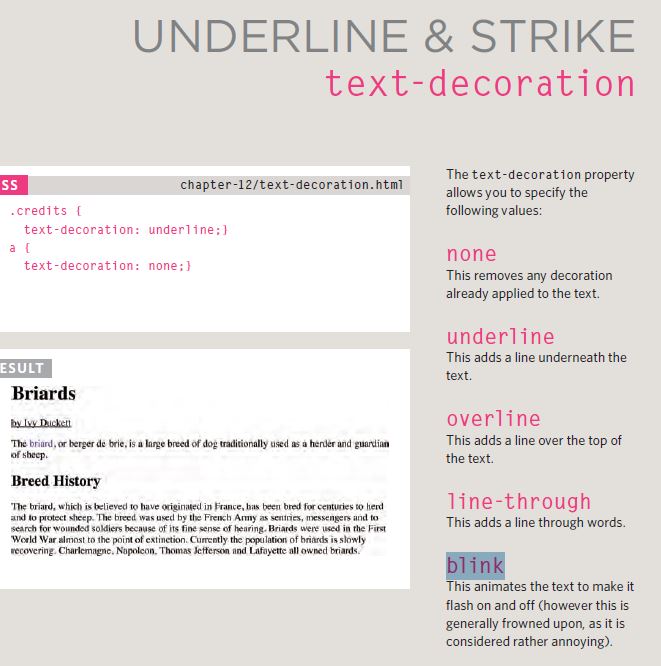 UNDERLINE & STRIKE
text-decoration
SS
chapter-12/text-decoration.html
.credits {
text-decoration: underline;}
a {
text-decoration: none;}
ESULT
Briards
by Ivy Duckett
The briard, or berger de brie, is a large breed of dog traditionally used as a herder and guardian
of sheep.
Breed History
The briard, which is believed to have originated in France, has been bred for centuries to herd
and to protect sheep. The breed was used by the French Army as sentries, messengers and to
search for wounded soldiers because of its fine sense of hearing. Briards were used in the First
World War almost to the point of extinction. Currently the population of briards is slowly
recovering. Charlemagne, Napoleon, Thomas Jefferson and Lafayette all owned briards.
The text-decoration property
allows you to specify the
following values:
none
This removes any decoration
already applied to the text.
underline
This adds a line underneath the
text.
overline
This adds a line over the top of
the text.
line-through
This adds a line through words.
blink
This animates the text to make it
flash on and off (however this is
generally frowned upon, as it is
considered rather annoying).